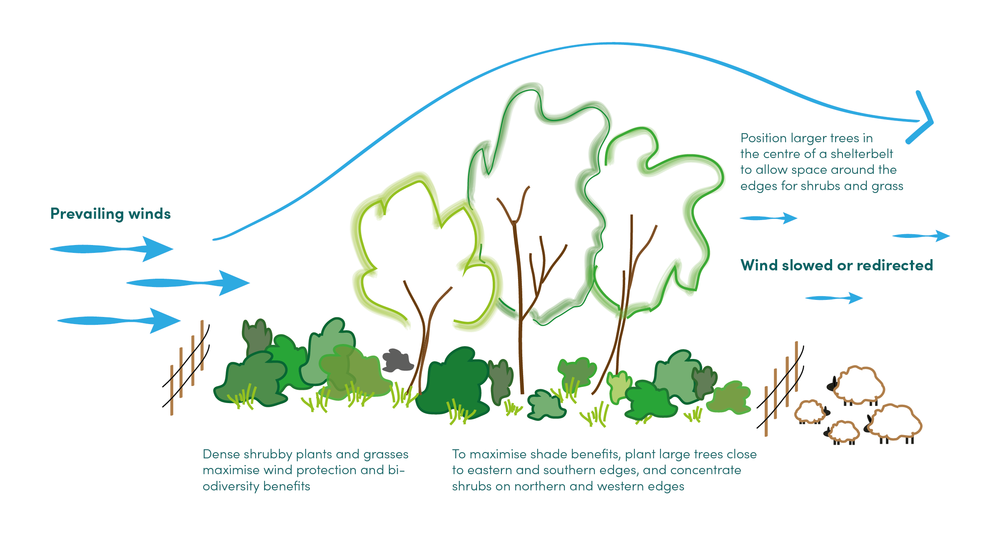 Position larger trees in
the centre of a shelterbelt
to allow space around the
edges for shrubs and grass
Prevailing winds
Wind slowed or redirected
Dense shrubby plants and grasses
maximise wind protection and bi-
odiversity benefits
To maximise shade benefits, plant large trees close
to eastern and southern edges, and concentrate
shrubs on northern and western edges